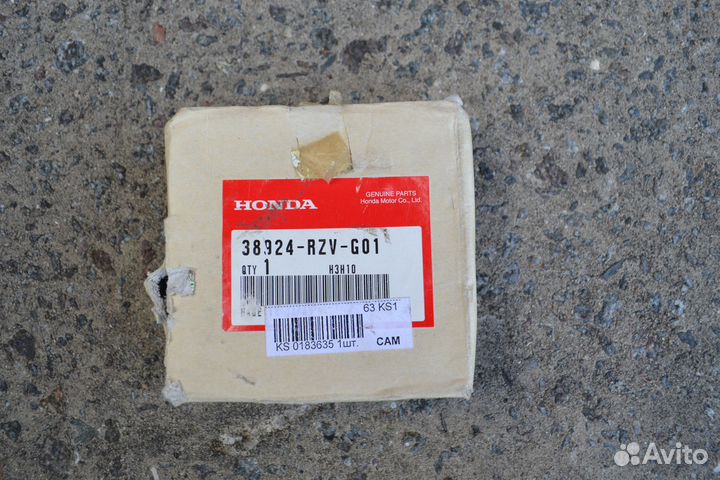 HONDA
GENUINE PARTS
Honda Motor Co., Ltd.
38924-RZV-G01
QTY 1 H3H10
MADE
63 KS1
KS 0183635 1шт. CAM
Avito